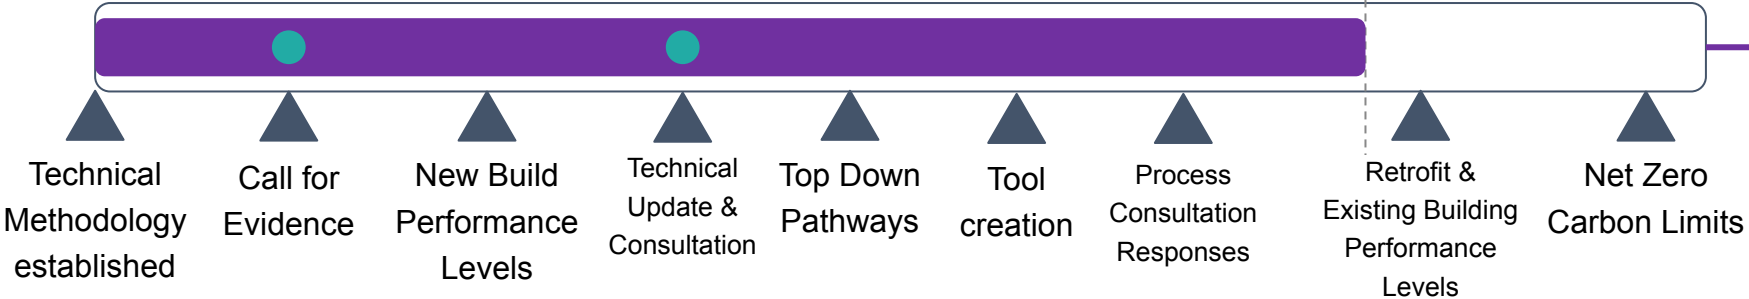 Technical
Methodology
established
Call for
Evidence
New Build
Performance
Levels
Technical
Update &
Consultation
Top Down
Pathways
Tool
creation
Process
Consultation
Responses
Retrofit &
Existing Building
Performance
Levels
Net Zero
Carbon Limits